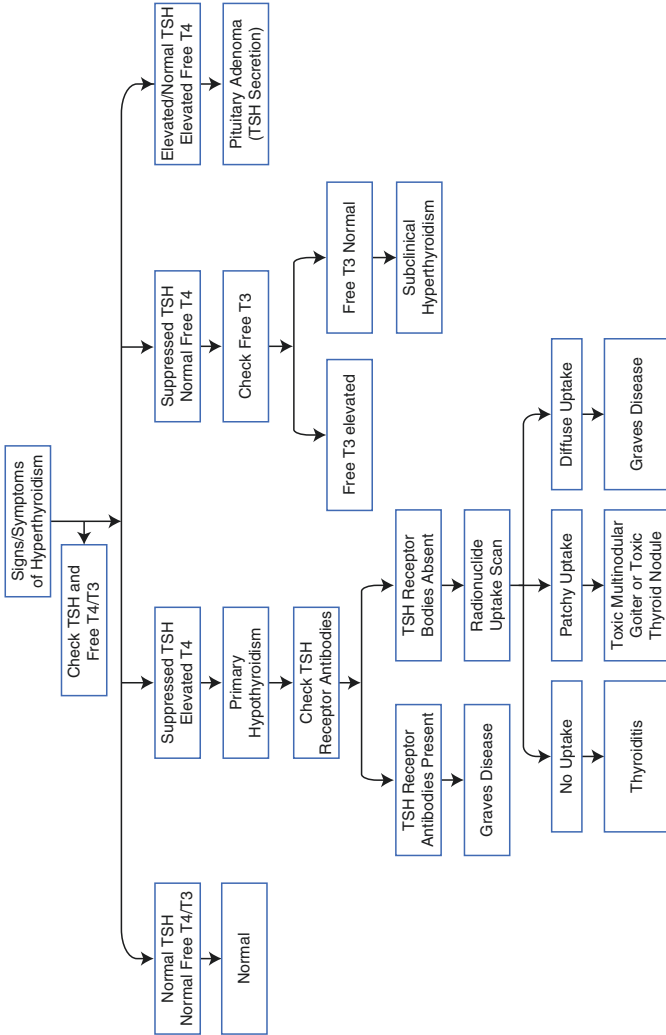 Signs/Symptoms
of Hyperthyroidism
Check TSH and
Free T4/T3
Normal TSH
Normal Free T4/T3
Normal
Suppressed TSH
Elevated T4
Primary
Hypothyroidism
Check TSH
Receptor Antibodies
TSH Receptor
Antibodies Present
Graves Disease
TSH Receptor
Bodies Absent
Radionuclide
Uptake Scan
No Uptake
Thyroiditis
Patchy Uptake
Toxic Multinodular
Goiter or Toxic
Thyroid Nodule
Diffuse Uptake
Graves Disease
Suppressed TSH
Normal Free T4
Check Free T3
Free T3 elevated
Free T3 Normal
Subclinical
Hyperthyroidism
Elevated/Normal TSH
Elevated Free T4
Pituitary Adenoma
(TSH Secretion)